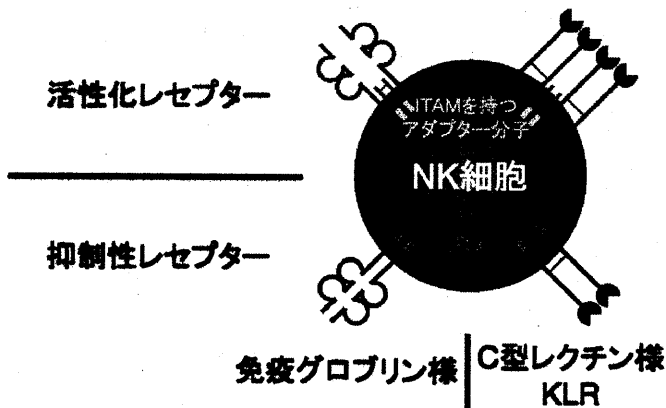 活性化レセプター
ITAMを持つ
アダプター分子
NK細胞
抑制性レセプター
免疫グロブリン様
C型レクチン様
KLR